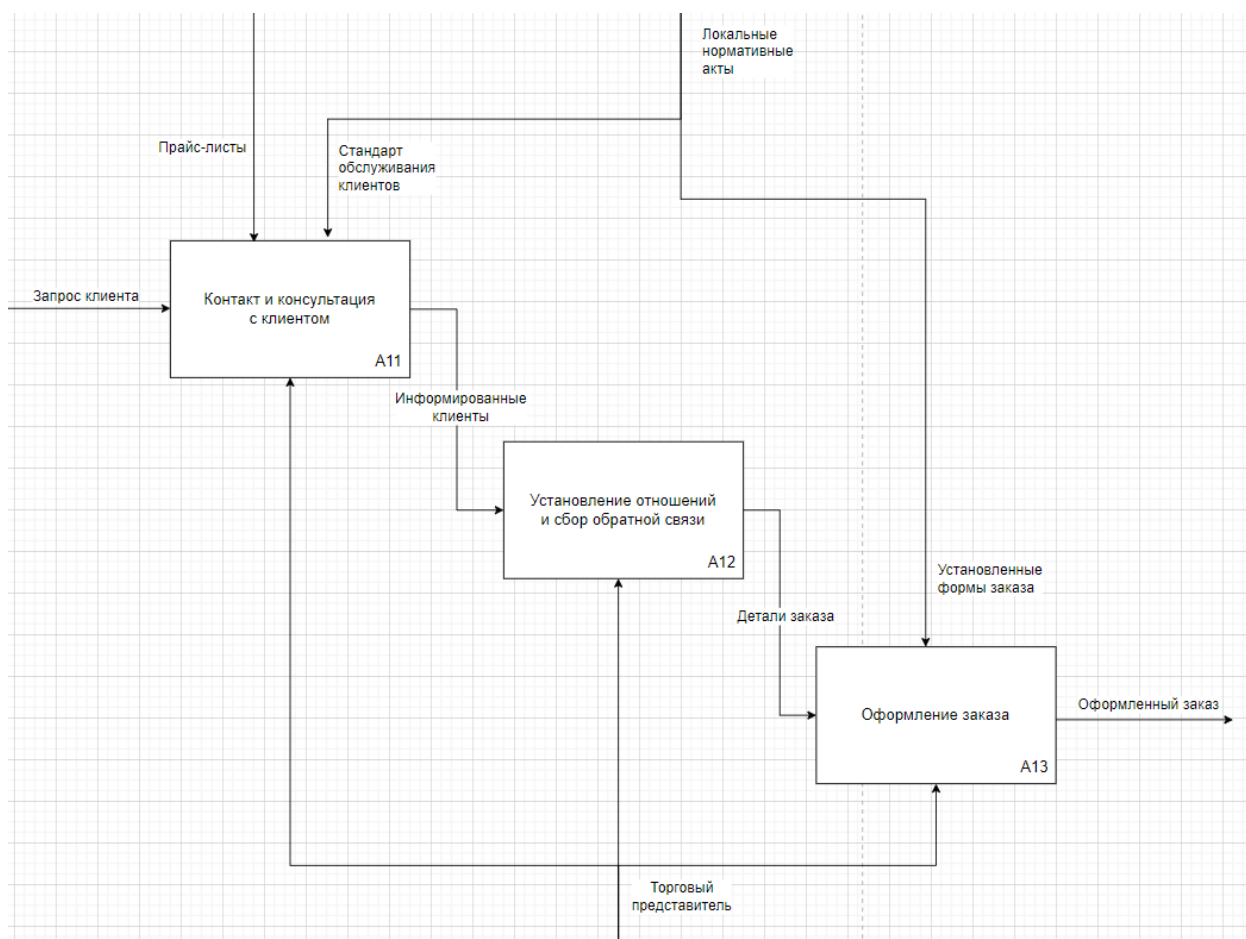 Локальные
нормативные
акты
Прайс-листы
Стандарт
обслуживания
клиентов
Запрос клиента
Контакт и консультация
с клиентом
A11
Информированные
клиенты
Установление отношений
и сбор обратной связи
A12
Установленные
формы заказа
Детали заказа
Оформление заказа
A13
Оформленный заказ
Торговый
представитель